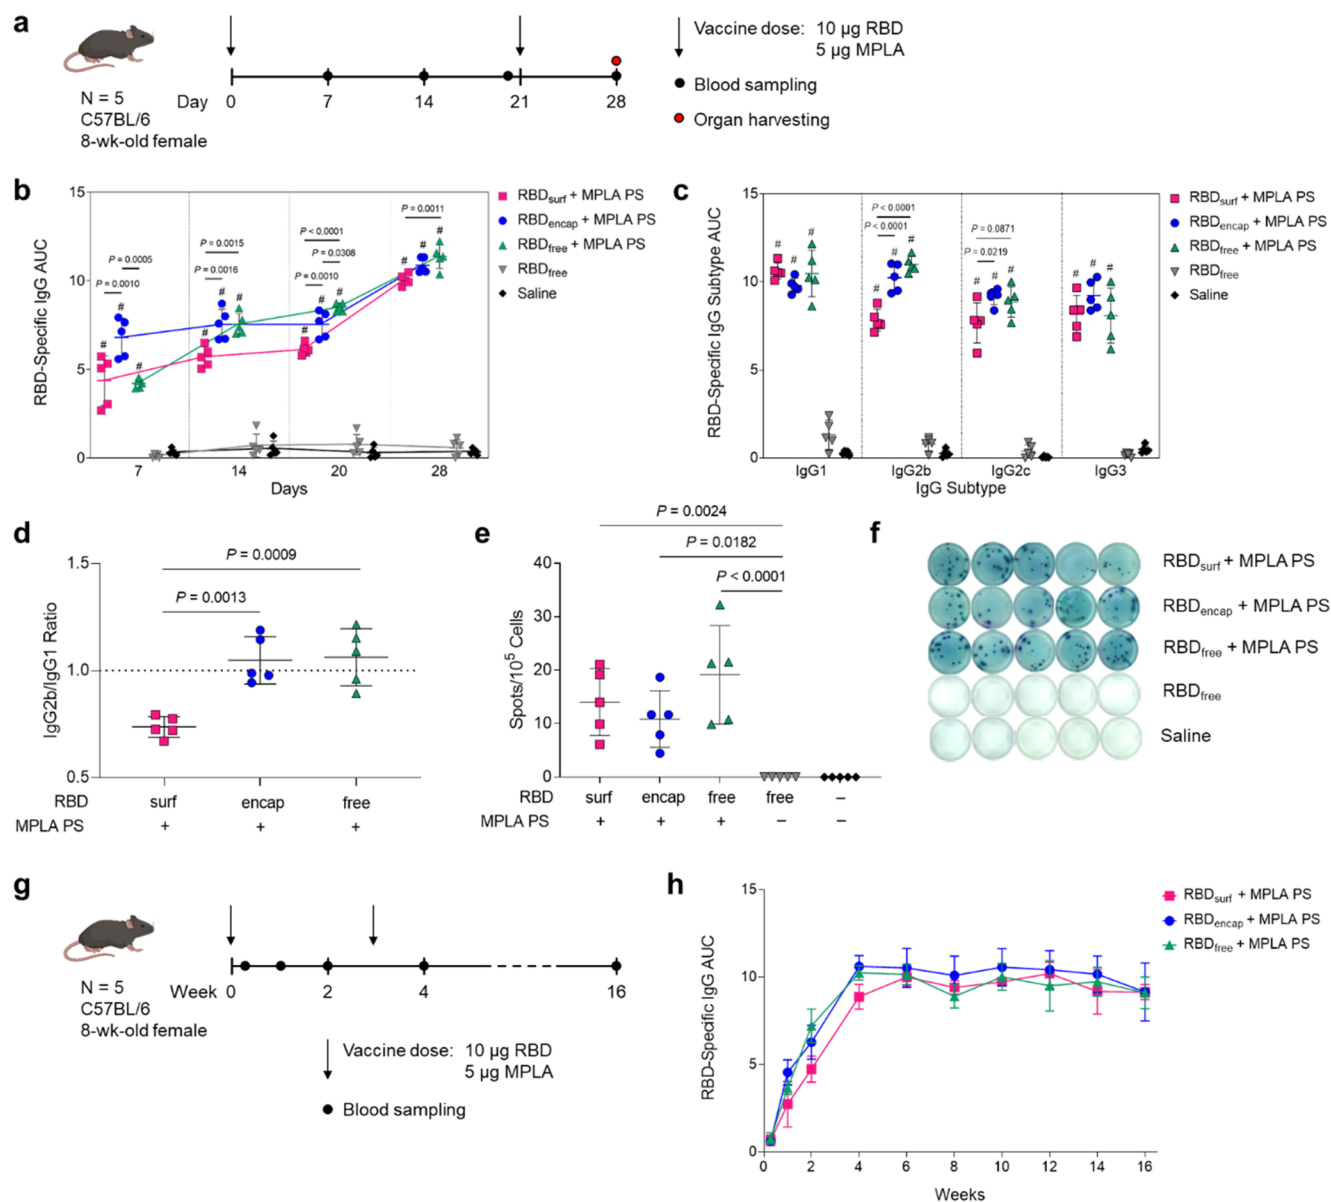 a
Vaccine dose: 10 µg RBD
5 µg MPLA
Blood sampling
Organ harvesting
N = 5
C57BL/6
8-wk-old female
Day 0 7 14 21 28
b
RBD-Specific IgG AUC
15
10
5
0
P = 0.0010
P = 0.0005
# # #
P = 0.0016
P = 0.0015
# # #
P = 0.0010
P = 0.0308
P < 0.0001
# # #
P = 0.0011
# # #
7 14 20 28
Days
RBDsurf + MPLA PS
RBDencap + MPLA PS
RBDfree + MPLA PS
RBDfree
Saline
c
RBD-Specific IgG Subtype AUC
15
10
5
0
# # #
P < 0.0001
P < 0.0001
# # #
P = 0.0871
P = 0.0219
# # #
# # #
IgG1 IgG2b IgG2c IgG3
IgG Subtype
RBDsurf + MPLA PS
RBDencap + MPLA PS
RBDfree + MPLA PS
RBDfree
Saline
d
IgG2b/IgG1 Ratio
1.5
1.0
0.5
P = 0.0009
P = 0.0013
RBD surf encap free
MPLA PS + + +
e
Spots/10⁵ Cells
40
30
20
10
0
P = 0.0024
P = 0.0182
P < 0.0001
RBD surf encap free free –
MPLA PS + + + – –
f
RBDsurf + MPLA PS
RBDencap + MPLA PS
RBDfree + MPLA PS
RBDfree
Saline
g
N = 5
C57BL/6
8-wk-old female
Week 0 2 4 16
Vaccine dose: 10 µg RBD
5 µg MPLA
Blood sampling
h
RBD-Specific IgG AUC
15
10
5
0
0 2 4 6 8 10 12 14 16
Weeks
RBDsurf + MPLA PS
RBDencap + MPLA PS
RBDfree + MPLA PS